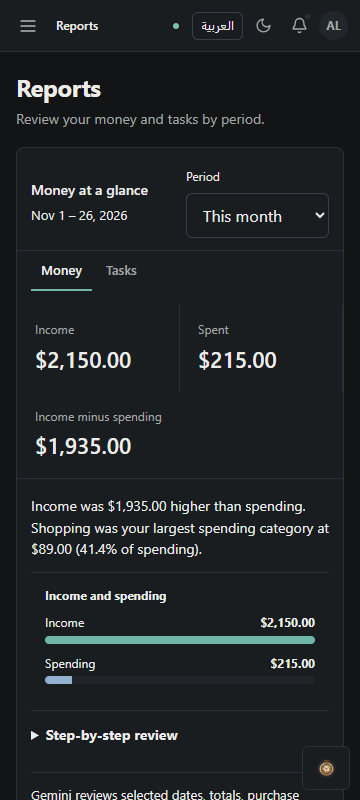 Reports
العربية
AL
Reports
Review your money and tasks by period.
Money at a glance
Nov 1 – 26, 2026
Period
This month
Money
Tasks
Income
$2,150.00
Spent
$215.00
Income minus spending
$1,935.00
Income was $1,935.00 higher than spending.
Shopping was your largest spending category at
$89.00 (41.4% of spending).
Income and spending
Income
$2,150.00
Spending
$215.00
Step-by-step review
Gemini reviews selected dates, totals, purchase